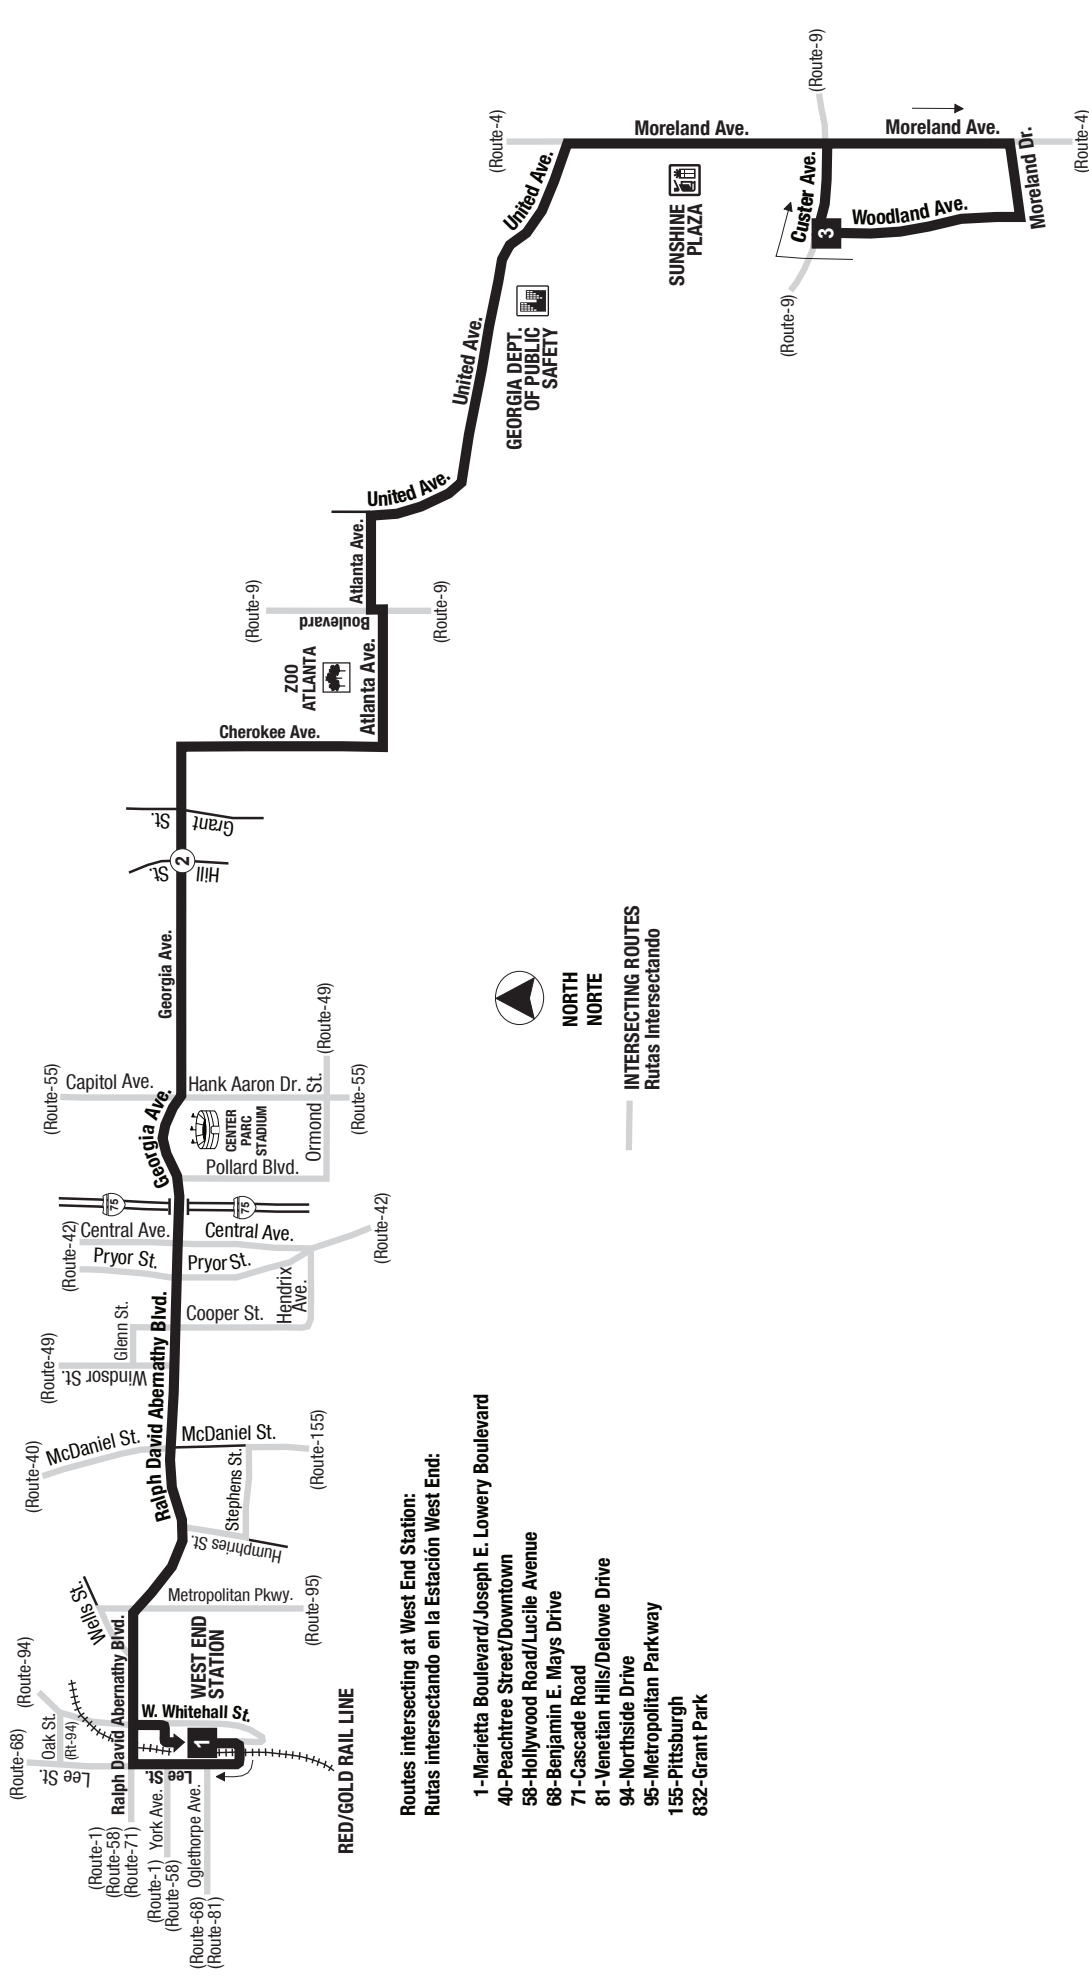 (Route-68)
(Route-94)
Oak St.
(Rt-94)
Lee St.
Wells St.
Ralph David Abernathy Blvd.
Ralph David Abernathy Blvd.
(Route-1)
(Route-58)
(Route-71)
York Ave.
(Route-1)
(Route-58)
Oglethorpe Ave.
(Route-68)
(Route-81)
Lee St.
W. Whitehall St.
1
WEST END
STATION
RED/GOLD RAIL LINE
Metropolitan Pkwy.
(Route-95)
Humphries St.
Stephens St.
(Route-40)
McDaniel St.
McDaniel St.
(Route-155)
Ralph David Abernathy Blvd.
(Route-49)
Windsor St.
Glenn St.
Cooper St.
Hendrix
Ave.
(Route-42)
Pryor St.
Pryor St.
Central Ave.
Central Ave.
(Route-42)
75
75
Georgia Ave.
Pollard Blvd.
CENTER
PARC
STADIUM
Ormond St.
(Route-49)
(Route-55)
Capitol Ave.
Hank Aaron Dr.
(Route-55)
Georgia Ave.
Hill
St.
2
Grant
St.
Cherokee Ave.
ZOO
ATLANTA
Atlanta Ave.
(Route-9)
Boulevard
(Route-9)
Atlanta Ave.
United Ave.
United Ave.
GEORGIA DEPT.
OF PUBLIC
SAFETY
United Ave.
(Route-4)
Moreland Ave.
SUNSHINE
PLAZA
(Route-9)
Custer Ave.
3
(Route-9)
Moreland Ave.
Woodland Ave.
Moreland Dr.
(Route-4)
NORTH
NORTE
INTERSECTING ROUTES
Rutas Intersectando
Routes intersecting at West End Station:
Rutas intersectando en la Estación West End:
1-Marietta Boulevard/Joseph E. Lowery Boulevard
40-Peachtree Street/Downtown
58-Hollywood Road/Lucile Avenue
68-Benjamin E. Mays Drive
71-Cascade Road
81-Venetian Hills/Delowe Drive
94-Northside Drive
95-Metropolitan Parkway
155-Pittsburgh
832-Grant Park